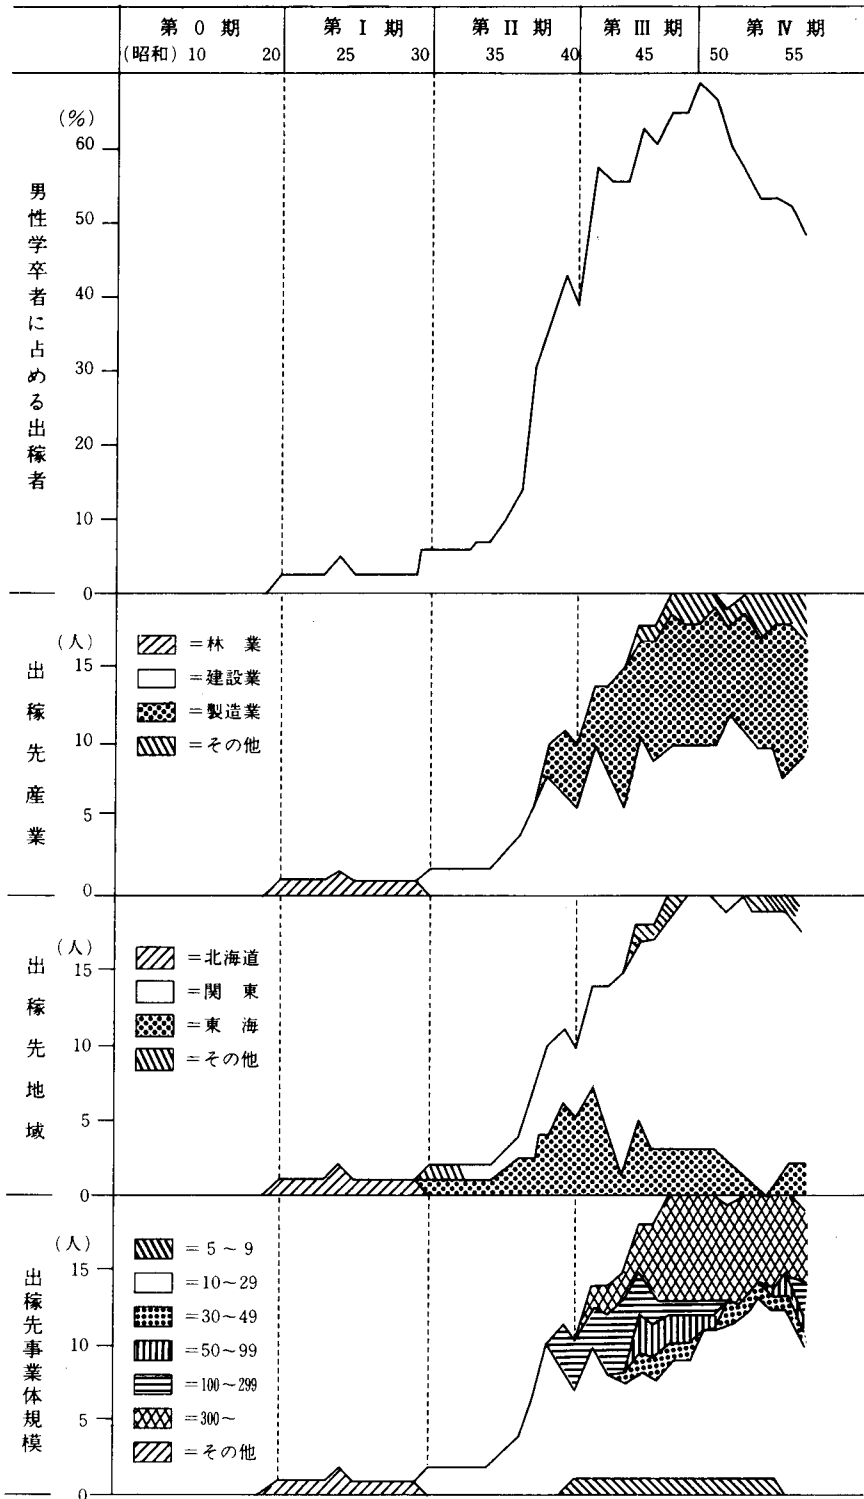 第 0 期 第 I 期 第 II 期 第 III 期 第 IV 期
(昭和) 10 20 25 30 35 40 45 50 55
(%)
60
50
40
30
20
10
0
男性学卒者に占める出稼者
(人)
15
10
5
0
出稼先産業
=林 業
=建設業
=製造業
=その他
(人)
15
10
5
0
出稼先地域
=北海道
=関 東
=東 海
=その他
(人)
15
10
5
0
出稼先事業体規模
=5～9
=10～29
=30～49
=50～99
=100～299
=300～
=その他